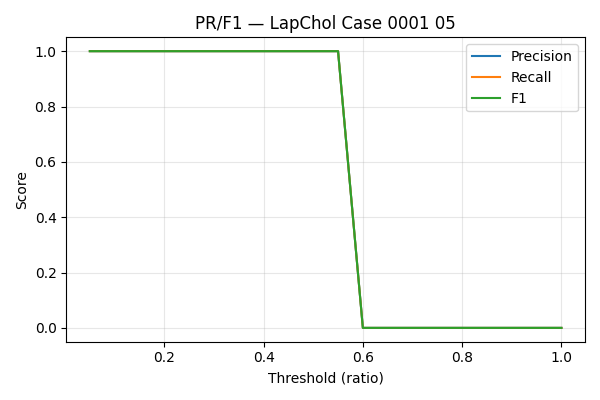 PR/F1 — LapChol Case 0001 05
Precision
Recall
F1
Score
1.0
0.8
0.6
0.4
0.2
0.0
0.2 0.4 0.6 0.8 1.0
Threshold (ratio)